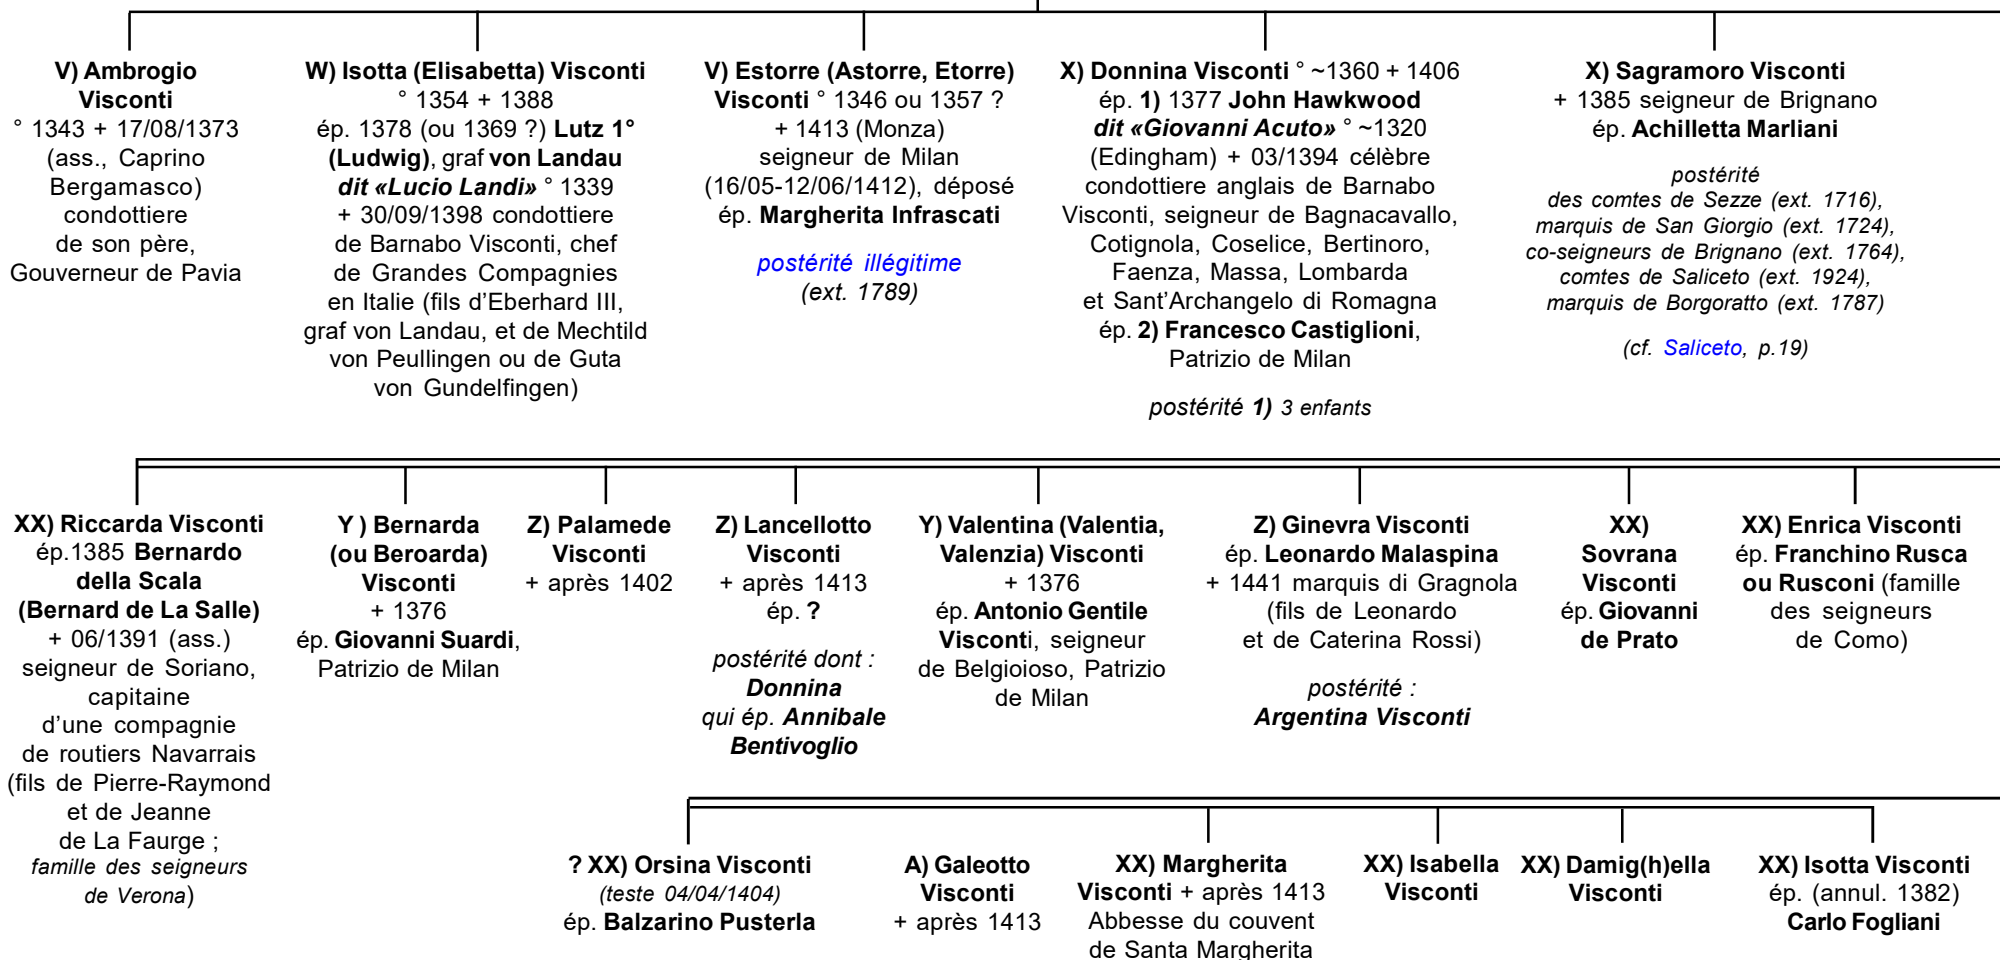 V) Ambrogio
Visconti
° 1343 + 17/08/1373
(ass., Caprino
Bergamasco)
condottiere
de son père,
Gouverneur de Pavia
W) Isotta (Elisabetta) Visconti
° 1354 + 1388
ép. 1378 (ou 1369 ?) Lutz 1°
(Ludwig), graf von Landau
dit «Lucio Landi» ° 1339
+ 30/09/1398 condottiere
de Barnabo Visconti, chef
de Grandes Compagnies
en Italie (fils d'Eberhard III,
graf von Landau, et de Mechtild
von Peullingen ou de Guta
von Gundelfingen)
V) Estorre (Astorre, Etorre)
Visconti ° 1346 ou 1357 ?
+ 1413 (Monza)
seigneur de Milan
(16/05-12/06/1412), déposé
ép. Margherita Infrascati
postérité illégitime
(ext. 1789)
X) Donnina Visconti ° ~1360 + 1406
ép. 1) 1377 John Hawkwood
dit «Giovanni Acuto» ° ~1320
(Edingham) + 03/1394 célèbre
condottiere anglais de Barnabo
Visconti, seigneur de Bagnacavallo,
Cotignola, Coselice, Bertinoro,
Faenza, Massa, Lombarda
et Sant'Archangelo di Romagna
ép. 2) Francesco Castiglioni,
Patrizio de Milan
postérité 1) 3 enfants
X) Sagramoro Visconti
+ 1385 seigneur de Brignano
ép. Achilletta Marliani
postérité
des comtes de Sezze (ext. 1716),
marquis de San Giorgio (ext. 1724),
co-seigneurs de Brignano (ext. 1764),
comtes de Saliceto (ext. 1924),
marquis de Borgoratto (ext. 1787)
(cf. Saliceto, p.19)
XX) Riccarda Visconti
ép.1385 Bernardo
della Scala
(Bernard de La Salle)
+ 06/1391 (ass.)
seigneur de Soriano,
capitaine
d'une compagnie
de routiers Navarrais
(fils de Pierre-Raymond
et de Jeanne
de La Faurge ;
famille des seigneurs
de Verona)
Y ) Bernarda
(ou Beroarda)
Visconti
+ 1376
ép. Giovanni Suardi,
Patrizio de Milan
Z) Palamede
Visconti
+ après 1402
Z) Lancellotto
Visconti
+ après 1413
ép. ?
postérité dont :
Donnina
qui ép. Annibale
Bentivoglio
Y) Valentina (Valentia,
Valenzia) Visconti
+ 1376
ép. Antonio Gentile
Visconti, seigneur
de Belgioioso, Patrizio
de Milan
Z) Ginevra Visconti
ép. Leonardo Malaspina
+ 1441 marquis di Gragnola
(fils de Leonardo
et de Caterina Rossi)
postérité :
Argentina Visconti
XX)
Sovrana
Visconti
ép. Giovanni
de Prato
XX) Enrica Visconti
ép. Franchino Rusca
ou Rusconi (famille
des seigneurs
de Como)
? XX) Orsina Visconti
(teste 04/04/1404)
ép. Balzarino Pusterla
A) Galeotto
Visconti
+ après 1413
XX) Margherita
Visconti + après 1413
Abbesse du couvent
de Santa Margherita
XX) Isabella
Visconti
XX) Damig(h)ella
Visconti
XX) Isotta Visconti
ép. (annul. 1382)
Carlo Fogliani